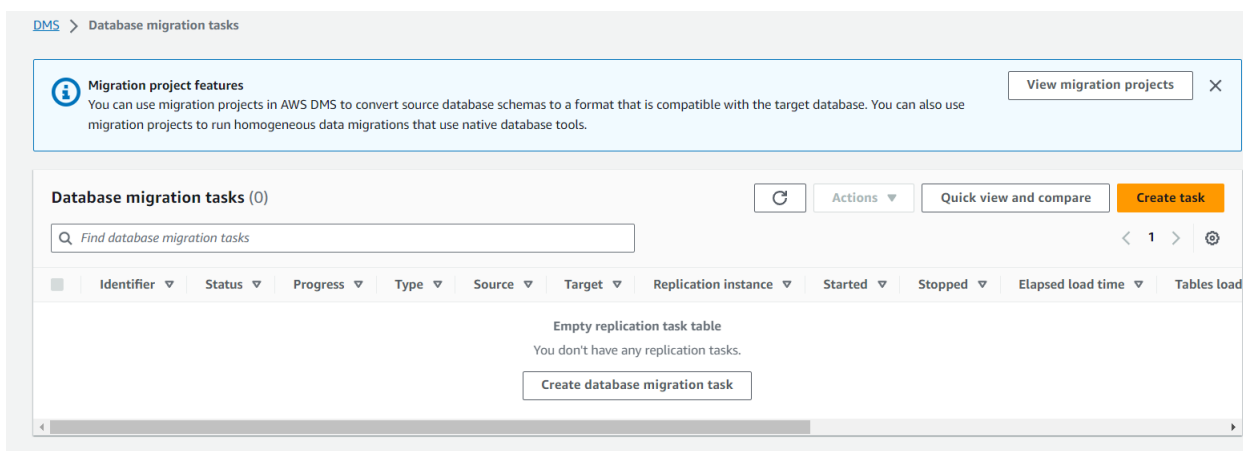 DMS > Database migration tasks
Migration project features
You can use migration projects in AWS DMS to convert source database schemas to a format that is compatible with the target database. You can also use
migration projects to run homogeneous data migrations that use native database tools.
View migration projects
Database migration tasks (0)
Actions
Quick view and compare
Create task
Find database migration tasks
1
Identifier Status Progress Type Source Target Replication instance Started Stopped Elapsed load time Tables load
Empty replication task table
You don't have any replication tasks.
Create database migration task